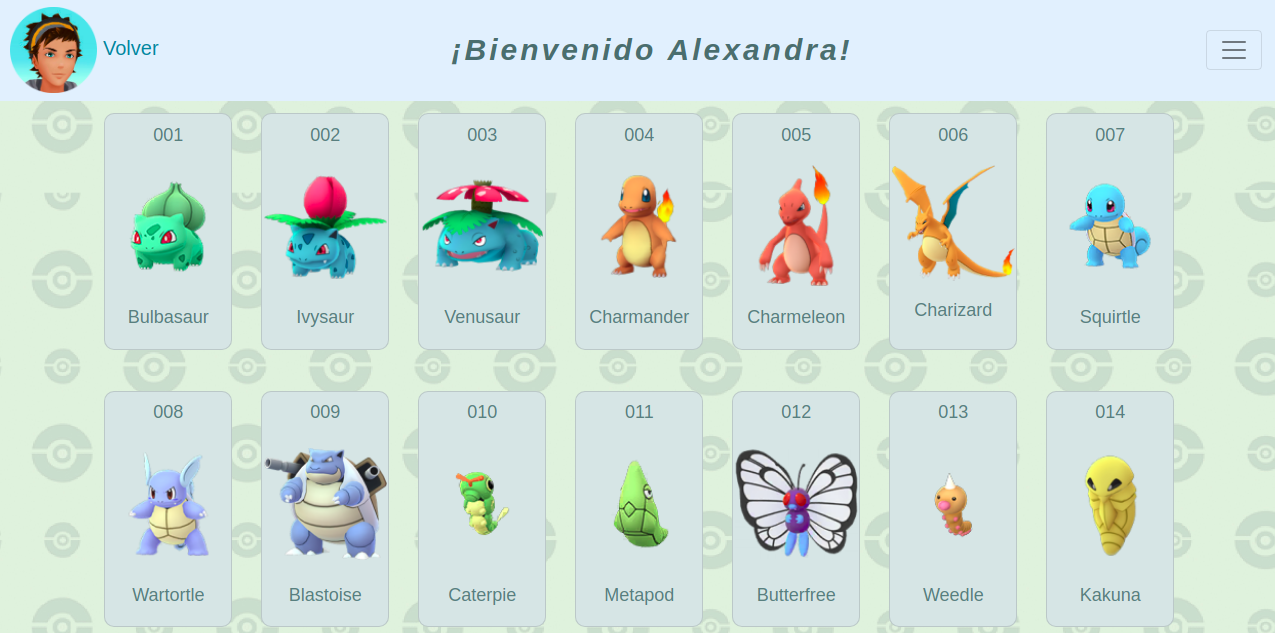 Volver
¡Bienvenido Alexandra!
001 002 003 004 005 006 007
Bulbasaur Ivysaur Venusaur Charmander Charmeleon Charizard Squirtle
008 009 010 011 012 013 014
Wartortle Blastoise Caterpie Metapod Butterfree Weedle Kakuna